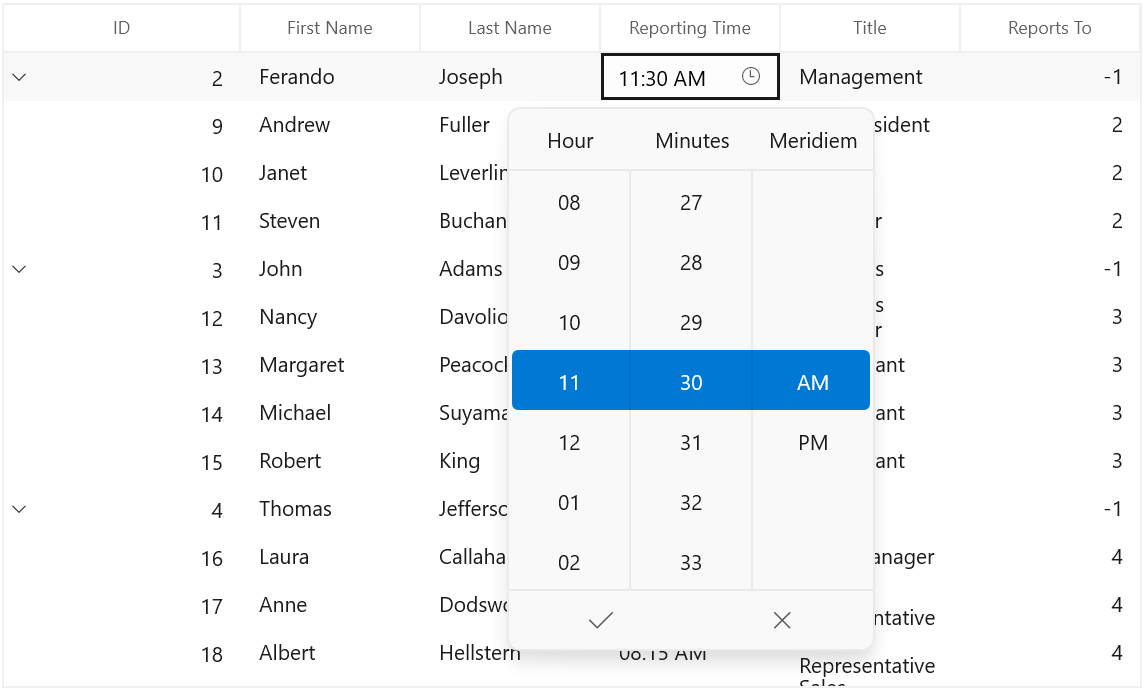 ID First Name Last Name Reporting Time Title Reports To
2 Ferando Joseph 11:30 AM Management -1
9 Andrew Fuller sident 2
Hour Minutes Meridiem
10 Janet Leverlin 2
08 27
11 Steven Buchan r 2
09 28
3 John Adams s -1
12 Nancy Davolio s 3
r
10 29
13 Margaret Peacoc ant 3
11 30 AM
14 Michael Suyama ant 3
12 31 PM
15 Robert King ant 3
01 32
4 Thomas Jefferso -1
16 Laura Callaha anager 4
02 33
17 Anne Dodswo ntative 4
18 Albert Hellstern 08:15 AM Representative 4
Sales